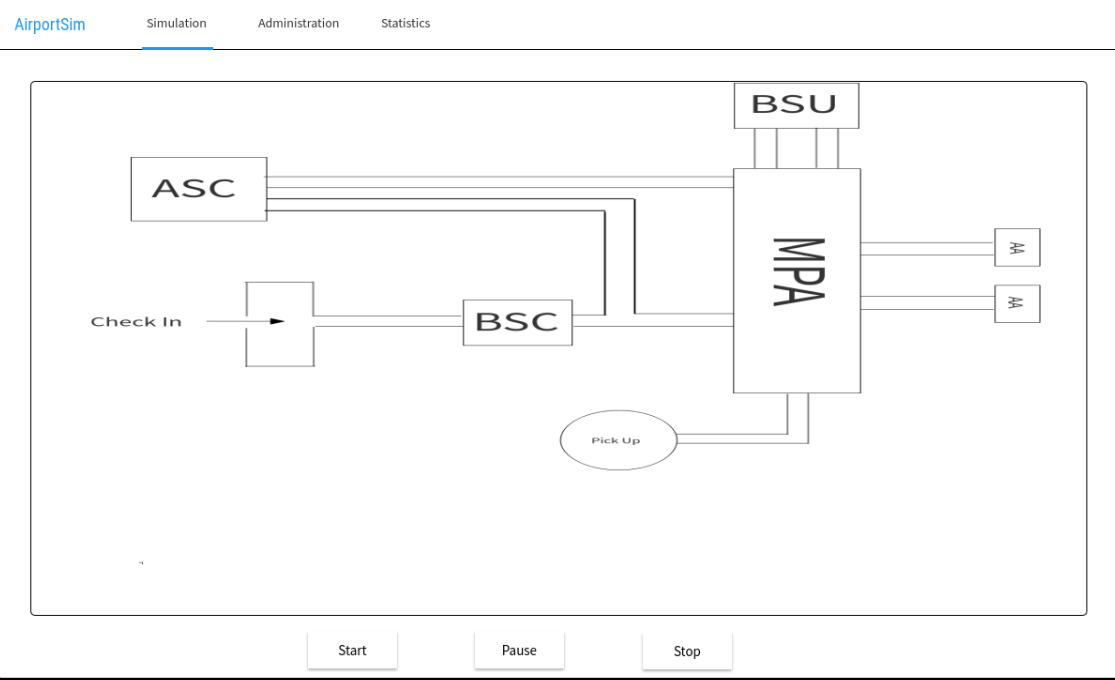 AirportSim
Simulation
Administration
Statistics
BSU
ASC
MPA
AA
AA
Check In
BSC
Pick Up
Start
Pause
Stop